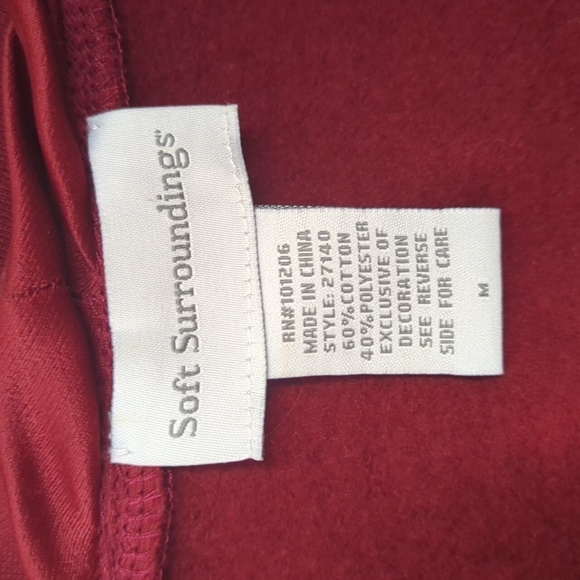 Soft Surroundings®
RN#101206
MADE IN CHINA
STYLE: 27140
60%COTTON
40%POLYESTER
EXCLUSIVE OF
DECORATION
SEE REVERSE
SIDE FOR CARE
M